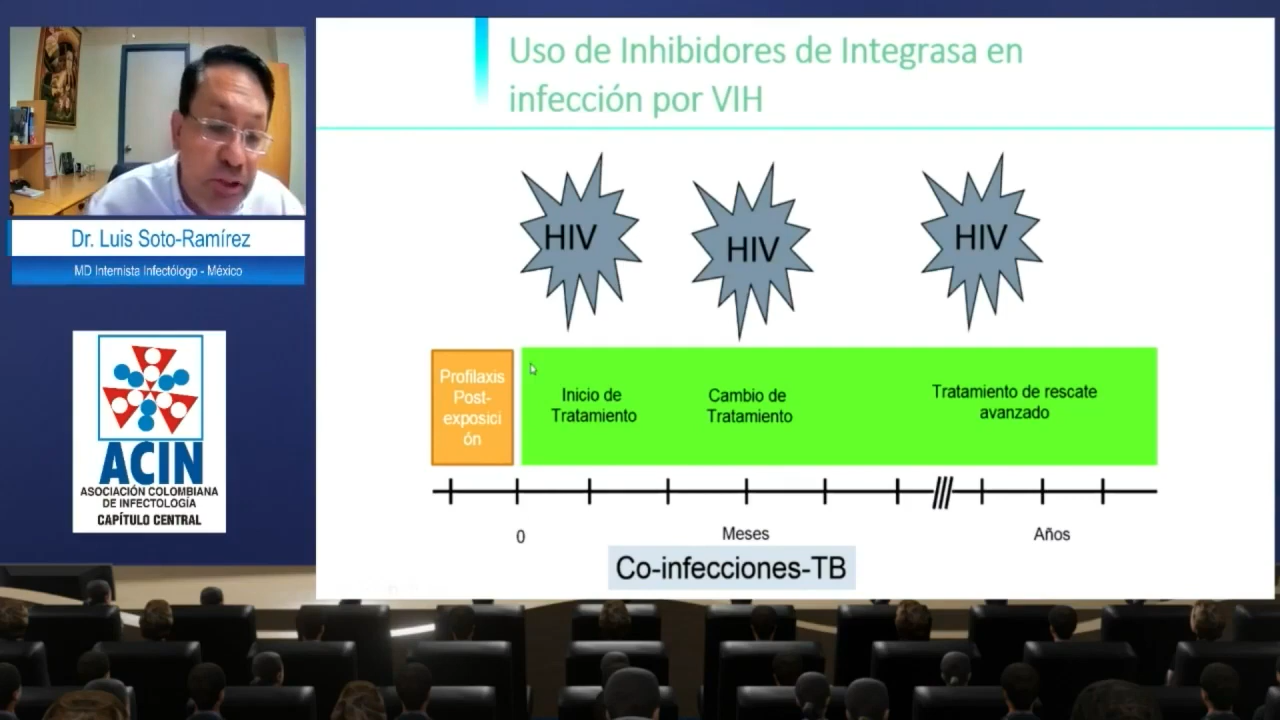 Uso de Inhibidores de Integrasa en
infección por VIH
HIV
HIV
HIV
Dr. Luis Soto-Ramírez
MD Internista Infectólogo - México
Profilaxis
Post-
exposici
ón
Inicio de
Tratamiento
Cambio de
Tratamiento
Tratamiento de rescate
avanzado
0
Meses
Años
Co-infecciones-TB
ACIN
ASOCIACIÓN COLOMBIANA
DE INFECTOLOGÍA
CAPÍTULO CENTRAL